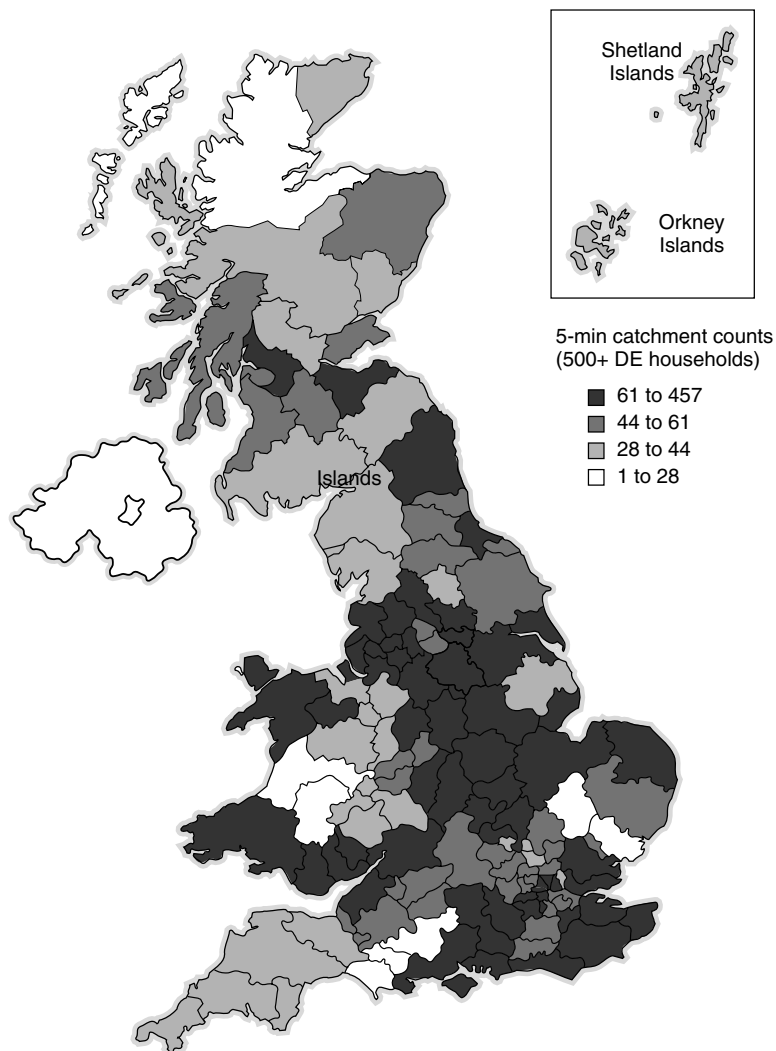 Shetland
Islands
Orkney
Islands
5-min catchment counts
(500+ DE households)
61 to 457
44 to 61
28 to 44
1 to 28
Islands